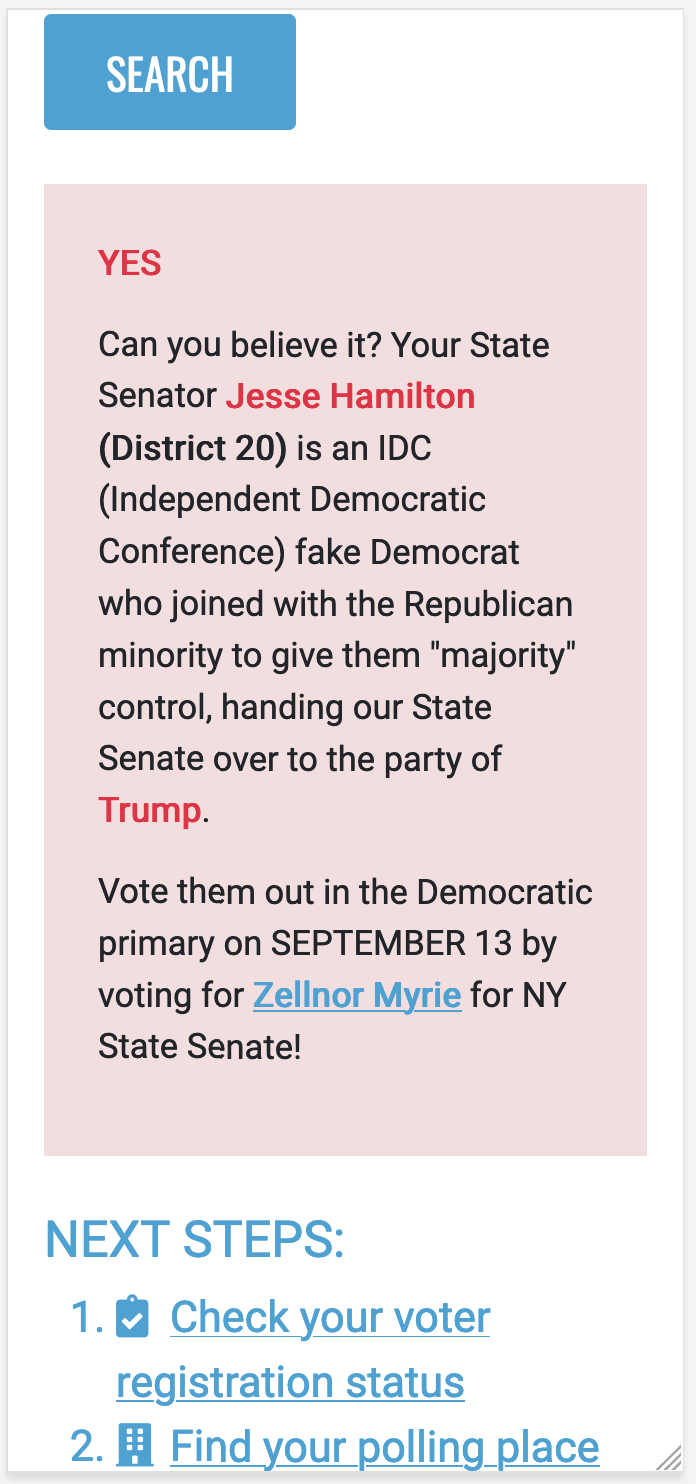 SEARCH
YES
Can you believe it? Your State
Senator Jesse Hamilton
(District 20) is an IDC
(Independent Democratic
Conference) fake Democrat
who joined with the Republican
minority to give them "majority"
control, handing our State
Senate over to the party of
Trump.
Vote them out in the Democratic
primary on SEPTEMBER 13 by
voting for Zellnor Myrie for NY
State Senate!
NEXT STEPS:
1. Check your voter
registration status
2. Find your polling place